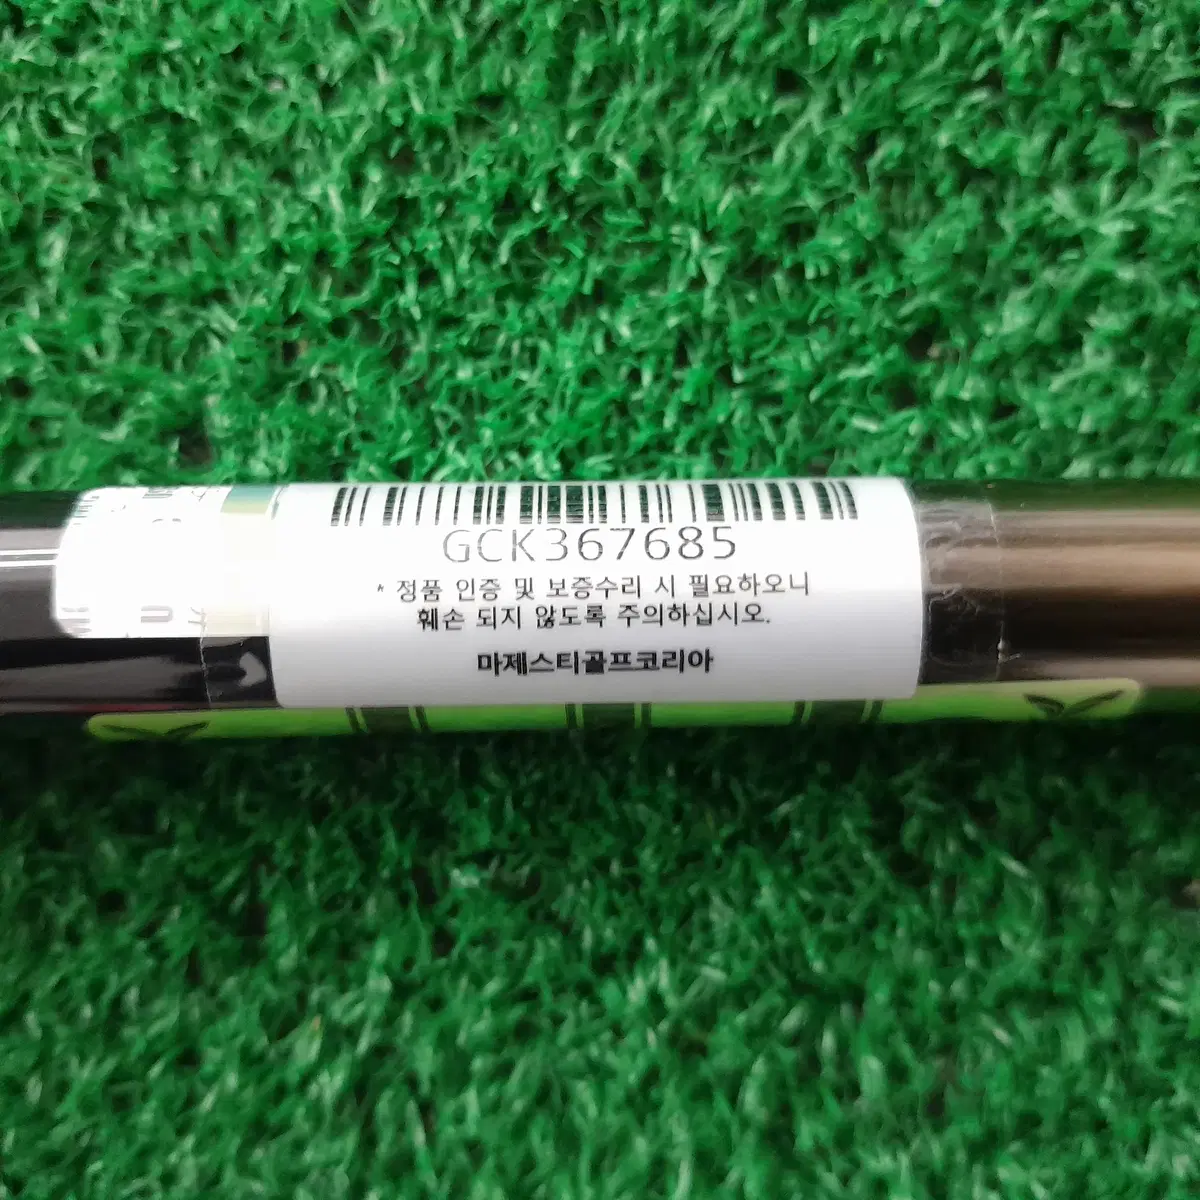 GCK367685
* 정품 인증 및 보증수리 시 필요하오니
훼손 되지 않도록 주의하십시오.
마제스티골프코리아